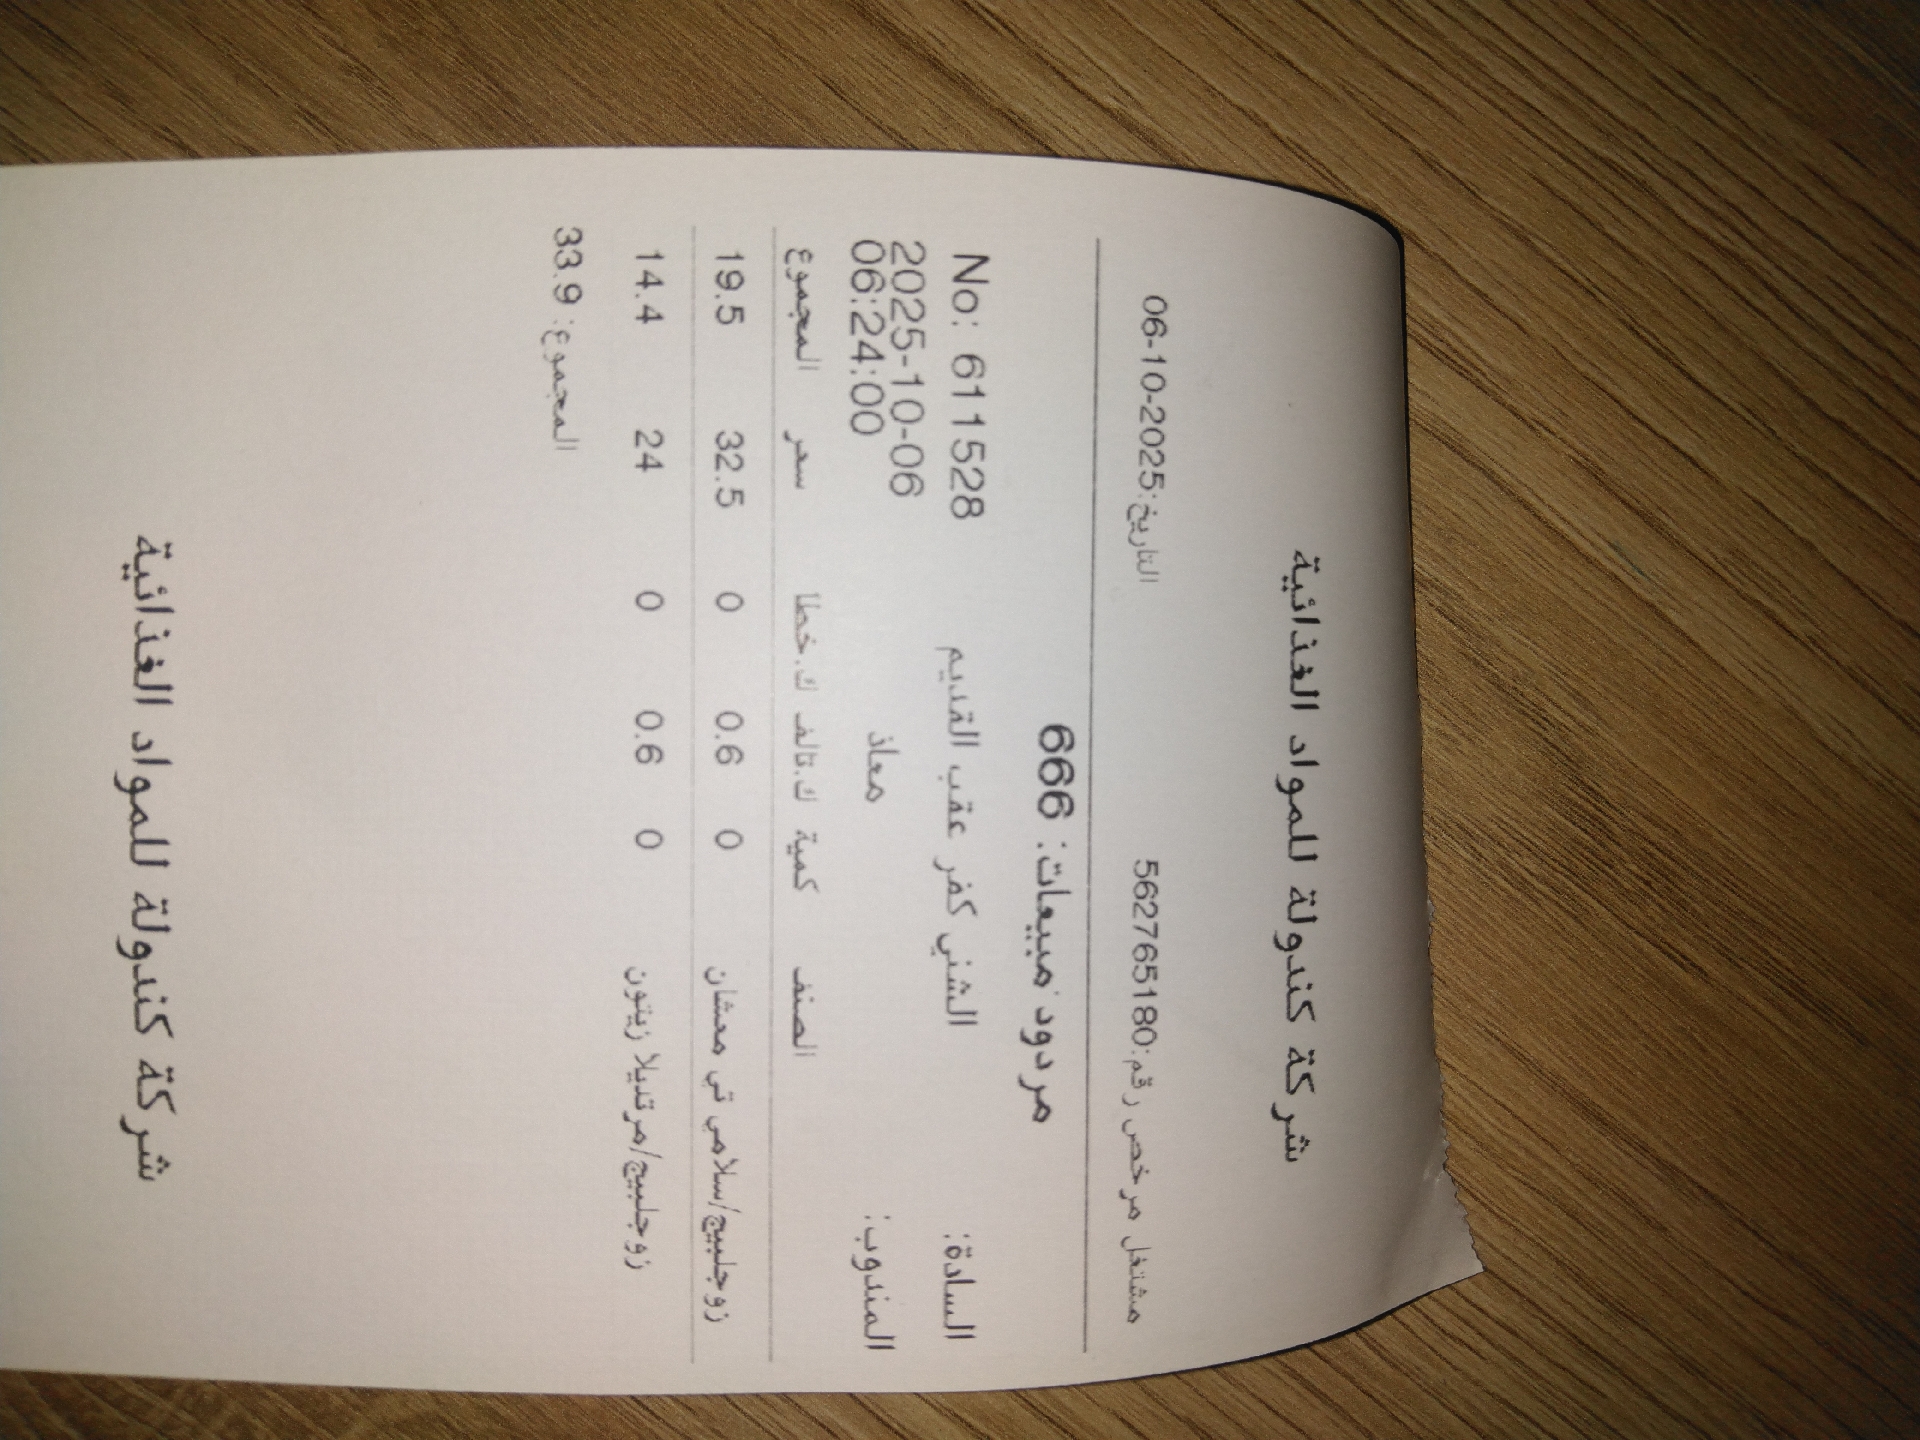 شركة كندولة للمواد الغذائية
مشتغل مرخص رقم:562765180 التاريخ:2025-10-06
مردود مبيعات: 666
السادة: الشني كفر عقب القديم No: 611528
2025-10-06
المندوب: معاذ 06:24:00
الصنف كمية ك.تالف ك.خطا سعر المجموع
زوجلبيج/سلامي تي معشان 0 0.6 0 32.5 19.5
زوجلبيج/مرتديلا زيتون 0 0.6 0 24 14.4
المجموع: 33.9
شركة كندولة للمواد الغذائية